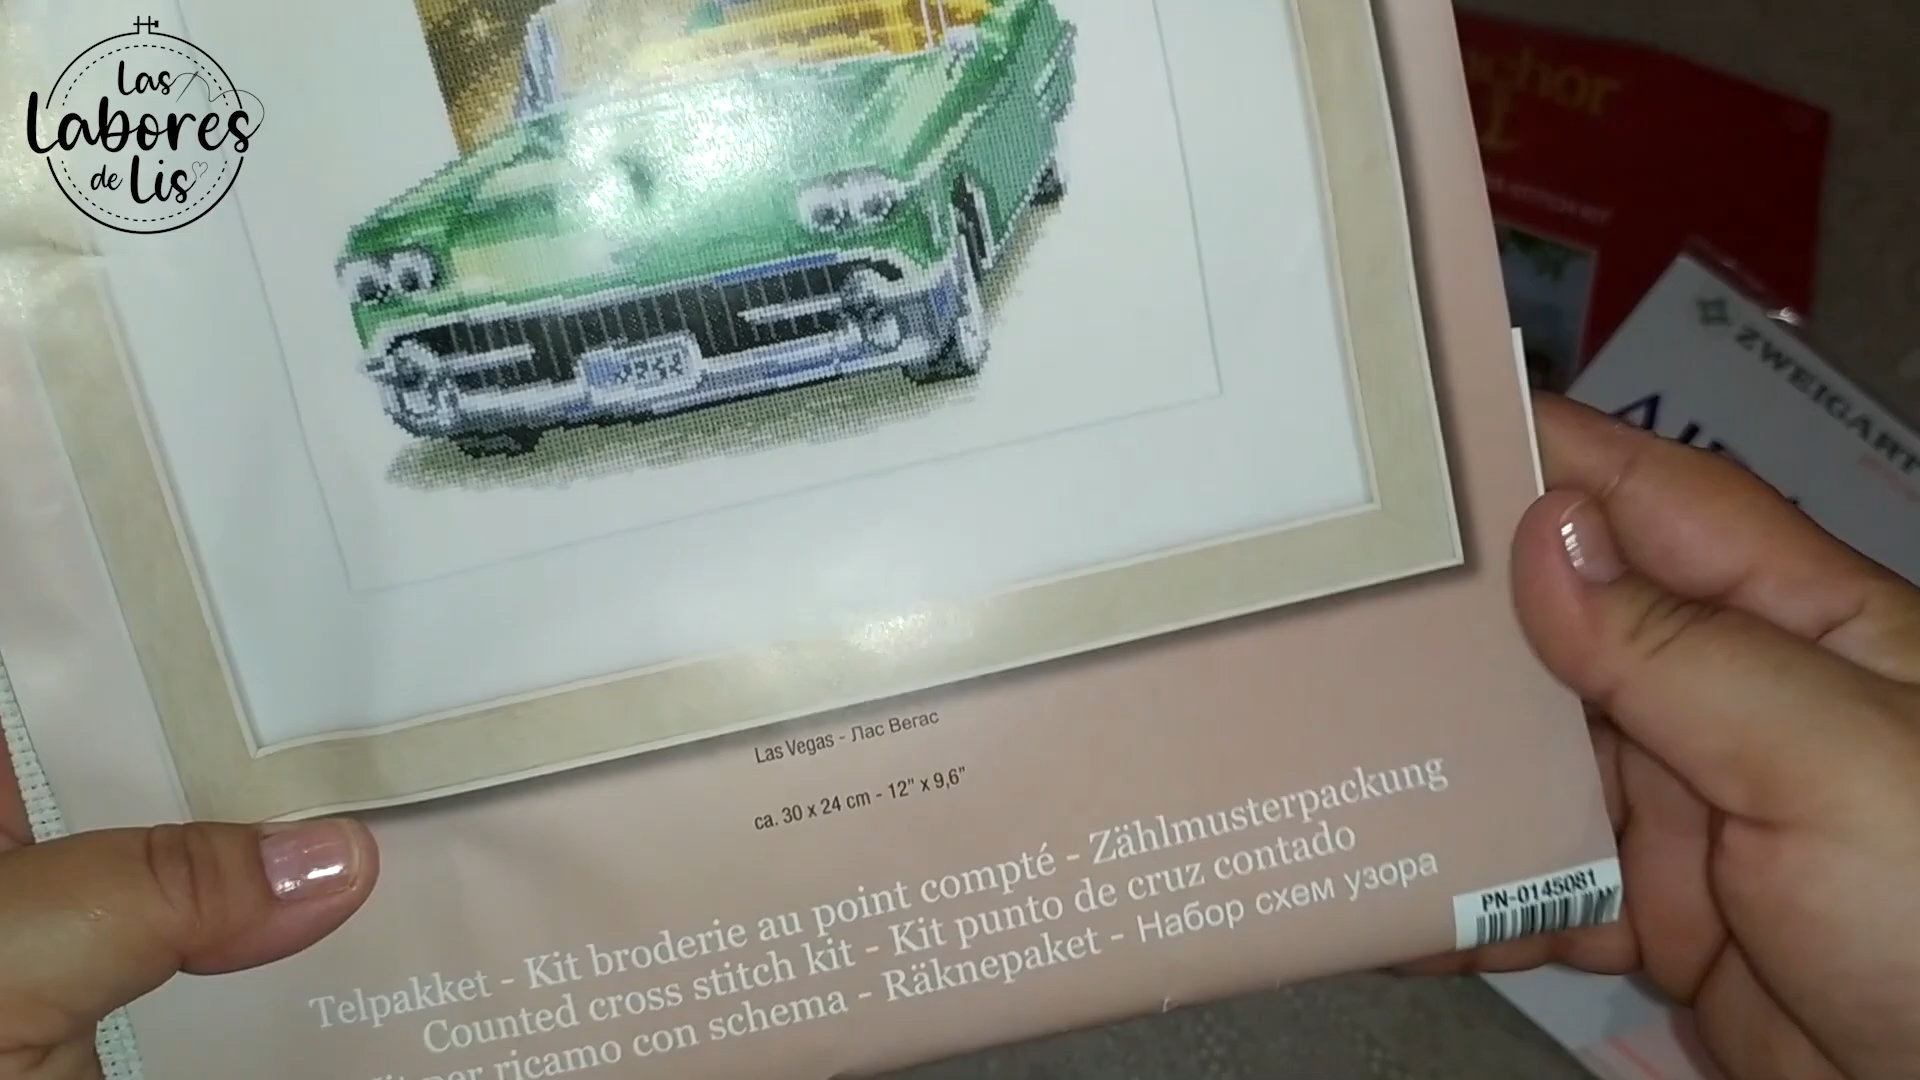 Las
Labores
de Lis
chor
ZWEIGART
Las Vegas - Лас Вегас
ca. 30 x 24 cm - 12" x 9,6"
Telpakket - Kit broderie au point compté - Zählmusterpackung
Counted cross stitch kit - Kit punto de cruz contado
per ricamo con schema - Räknepaket - Набор схем узора
PN-0145081